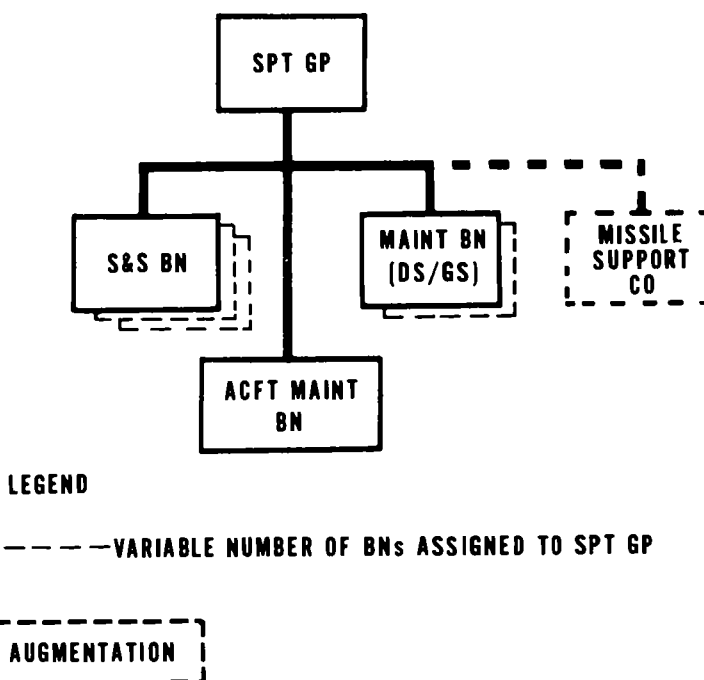 SPT GP
S&S BN
MAINT BN
(DS/GS)
MISSILE
SUPPORT
CO
ACFT MAINT
BN
LEGEND
VARIABLE NUMBER OF BNs ASSIGNED TO SPT GP
AUGMENTATION